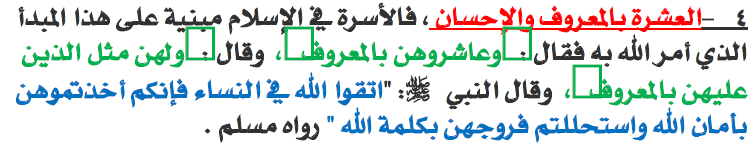 ٤ –العشرة بالمعروف والإحسان ، فالأسرة في الإسلام مبنية على هذا المبدأ
الذي أمر الله به فقال : وعاشروهن بالمعروف ، وقال : ولهن مثل الذين
عليهن بالمعروف ، وقال النبي ﷺ: "اتقوا الله في النساء فإنكم أخذتموهن
بأمان الله واستحللتم فروجهن بكلمة الله " رواه مسلم .